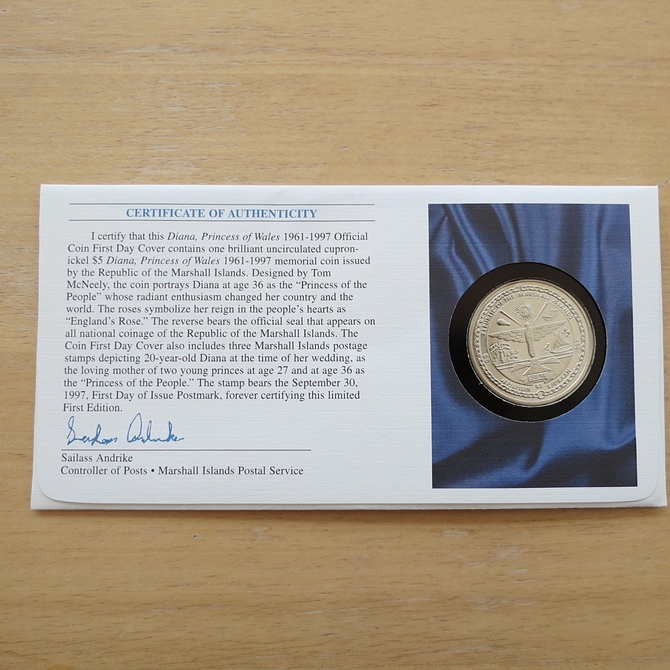 CERTIFICATE OF AUTHENTICITY
I certify that this Diana, Princess of Wales 1961-1997 Official
Coin First Day Cover contains one brilliant uncirculated cupron-
ickel $5 Diana, Princess of Wales 1961-1997 memorial coin issued
by the Republic of the Marshall Islands. Designed by Tom
McNeely, the coin portrays Diana at age 36 as the “Princess of the
People” whose radiant enthusiasm changed her country and the
world. The roses symbolize her reign in the people's hearts as
“England's Rose.” The reverse bears the official seal that appears on
all national coinage of the Republic of the Marshall Islands. The
Coin First Day Cover also includes three Marshall Islands postage
stamps depicting 20-year-old Diana at the time of her wedding, as
the loving mother of two young princes at age 27 and at age 36 as
the “Princess of the People.” The stamp bears the September 30,
1997, First Day of Issue Postmark, forever certifying this limited
First Edition.
Sailass Andrike
Sailass Andrike
Controller of Posts • Marshall Islands Postal Service